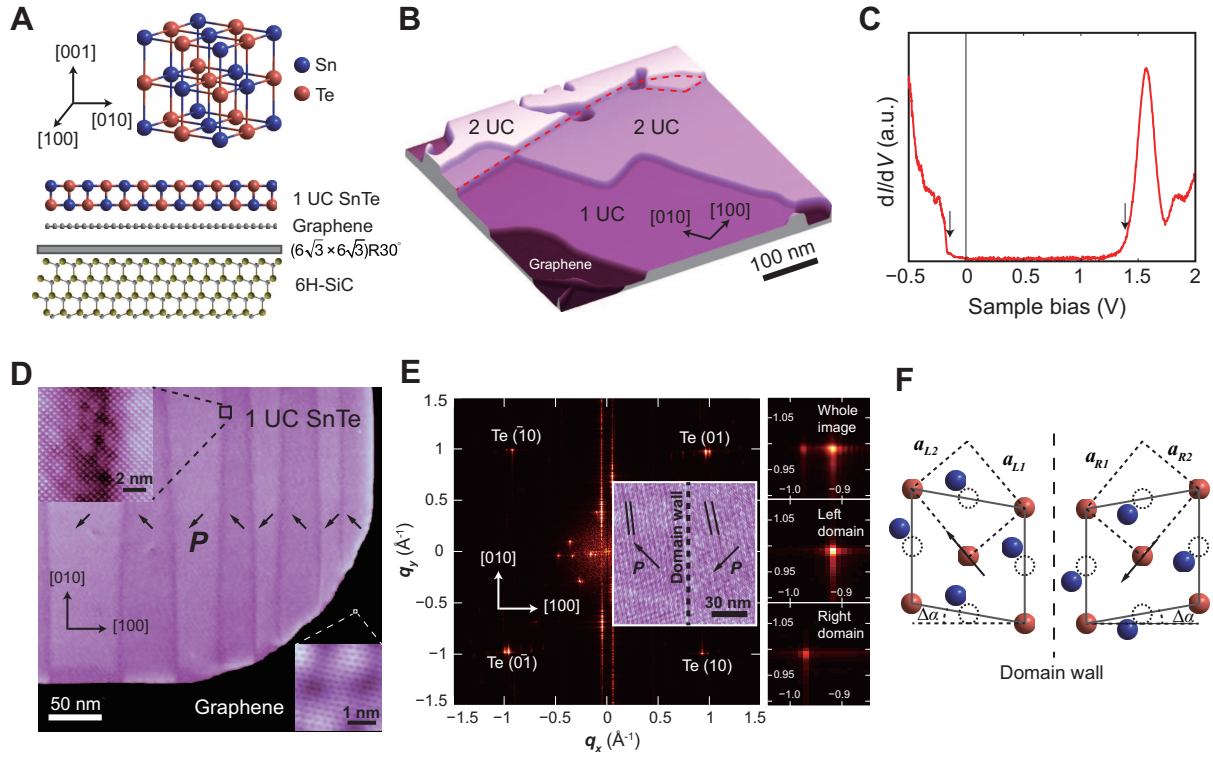 A
[001]
[010]
[100]
Sn
Te
1 UC SnTe
Graphene
(6√3 × 6√3)R30°
6H-SiC
B
2 UC
2 UC
1 UC
[010]
[100]
Graphene
100 nm
C
dI/dV (a.u.)
−0.5
0
0.5
1
1.5
2
Sample bias (V)
D
1 UC SnTe
2 nm
P
[010]
[100]
50 nm
Graphene
1 nm
E
1.5
1
0.5
0
−0.5
−1
−1.5
qy (Å-1)
−1.5
−1
−0.5
0
0.5
1
1.5
qx (Å-1)
Te (1̄0)
Te (01)
Te (01̄)
Te (10)
[010]
[100]
P
Domain wall
P
30 nm
Whole
image
1.05
0.95
−1.0
−0.9
Left
domain
1.05
0.95
−1.0
−0.9
Right
domain
1.05
0.95
−1.0
−0.9
F
aL2
aL1
aR1
aR2
Δα
Δα
Domain wall